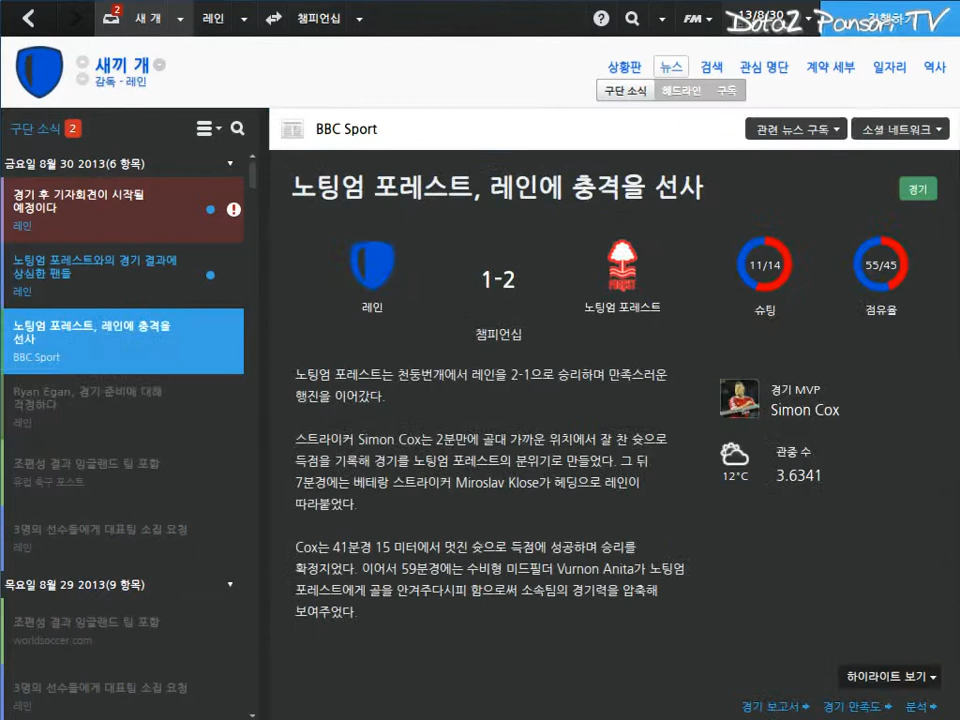 2
새 개
레인
챔피언십
?
FM
13/8/30
Dota2 Pansori TV
새끼 개
감독 - 레인
상황판
뉴스
검색
관심 명단
계약 세부
일자리
역사
구단 소식
헤드라인
구독
구단 소식 2
BBC Sport
관련 뉴스 구독
소셜 네트워크
금요일 8월 30 2013(6 항목)
경기 후 기자회견이 시작될
예정이다
레인
노팅엄 포레스트와의 경기 결과에
상심한 팬들
레인
노팅엄 포레스트, 레인에 충격을
선사
BBC Sport
Ryan Egan, 경기 준비에 대해
걱정하다
레인
조편성 결과 잉글랜드 팀 포함
유럽 축구 포스트
3명의 선수들에게 대표팀 소집 요청
레인
목요일 8월 29 2013(9 항목)
조편성 결과 잉글랜드 팀 포함
worldsoccer.com
3명의 선수들에게 대표팀 소집 요청
레인
노팅엄 포레스트, 레인에 충격을 선사
경기
레인
1-2
FOREST
노팅엄 포레스트
챔피언십
11/14
슈팅
55/45
점유율
노팅엄 포레스트는 천둥번개에서 레인을 2-1으로 승리하며 만족스러운
행진을 이어갔다.
스트라이커 Simon Cox는 2분만에 골대 가까운 위치에서 잘 찬 슛으로
득점을 기록해 경기를 노팅엄 포레스트의 분위기로 만들었다. 그 뒤
7분경에는 베테랑 스트라이커 Miroslav Klose가 헤딩으로 레인이
따라붙었다.
Cox는 41분경 15 미터에서 멋진 슛으로 득점에 성공하며 승리를
확정지었다. 이어서 59분경에는 수비형 미드필더 Vurnon Anita가 노팅엄
포레스트에게 골을 안겨주다시피 함으로써 소속팀의 경기력을 압축해
보여주었다.
경기 MVP
Simon Cox
12°C
관중 수
3.6341
하이라이트 보기
경기 보고서
경기 만족도
분석